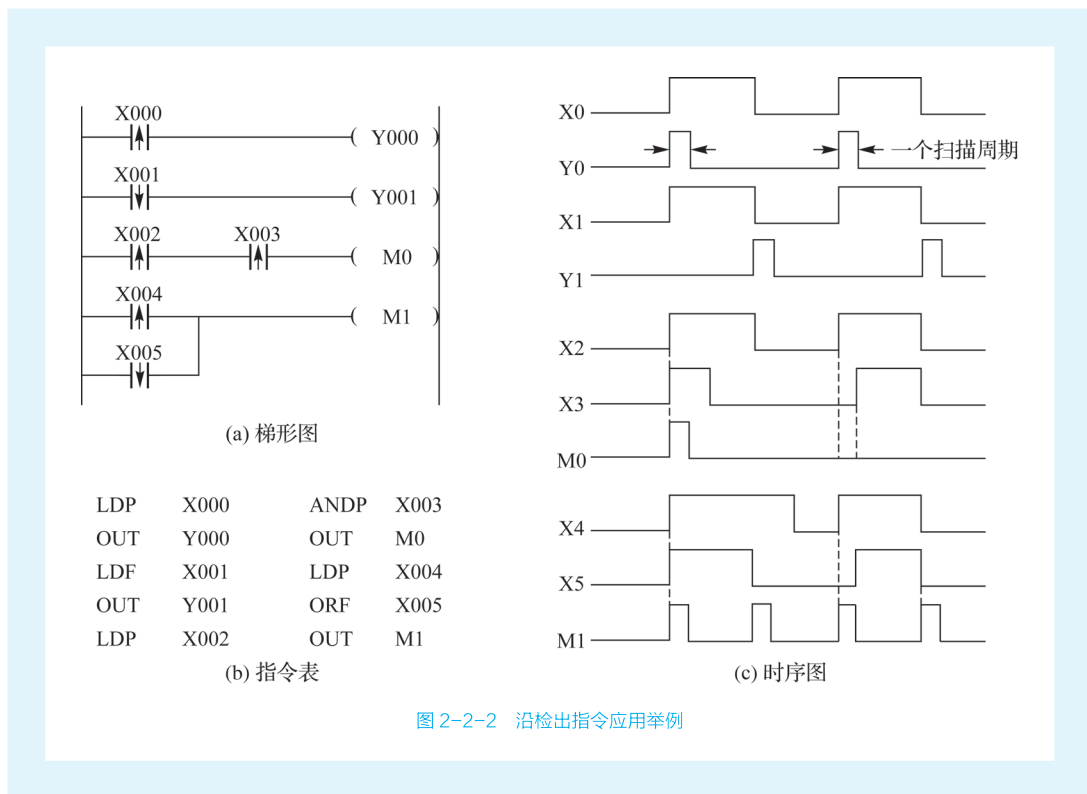 X000
Y000
X001
Y001
X002 X003
M0
X004
M1
X005
(a) 梯形图
LDP X000 ANDP X003
OUT Y000 OUT M0
LDF X001 LDP X004
OUT Y001 ORF X005
LDP X002 OUT M1
(b) 指令表
X0
Y0
一个扫描周期
X1
Y1
X2
X3
M0
X4
X5
M1
(c) 时序图
图 2-2-2 沿检出指令应用举例